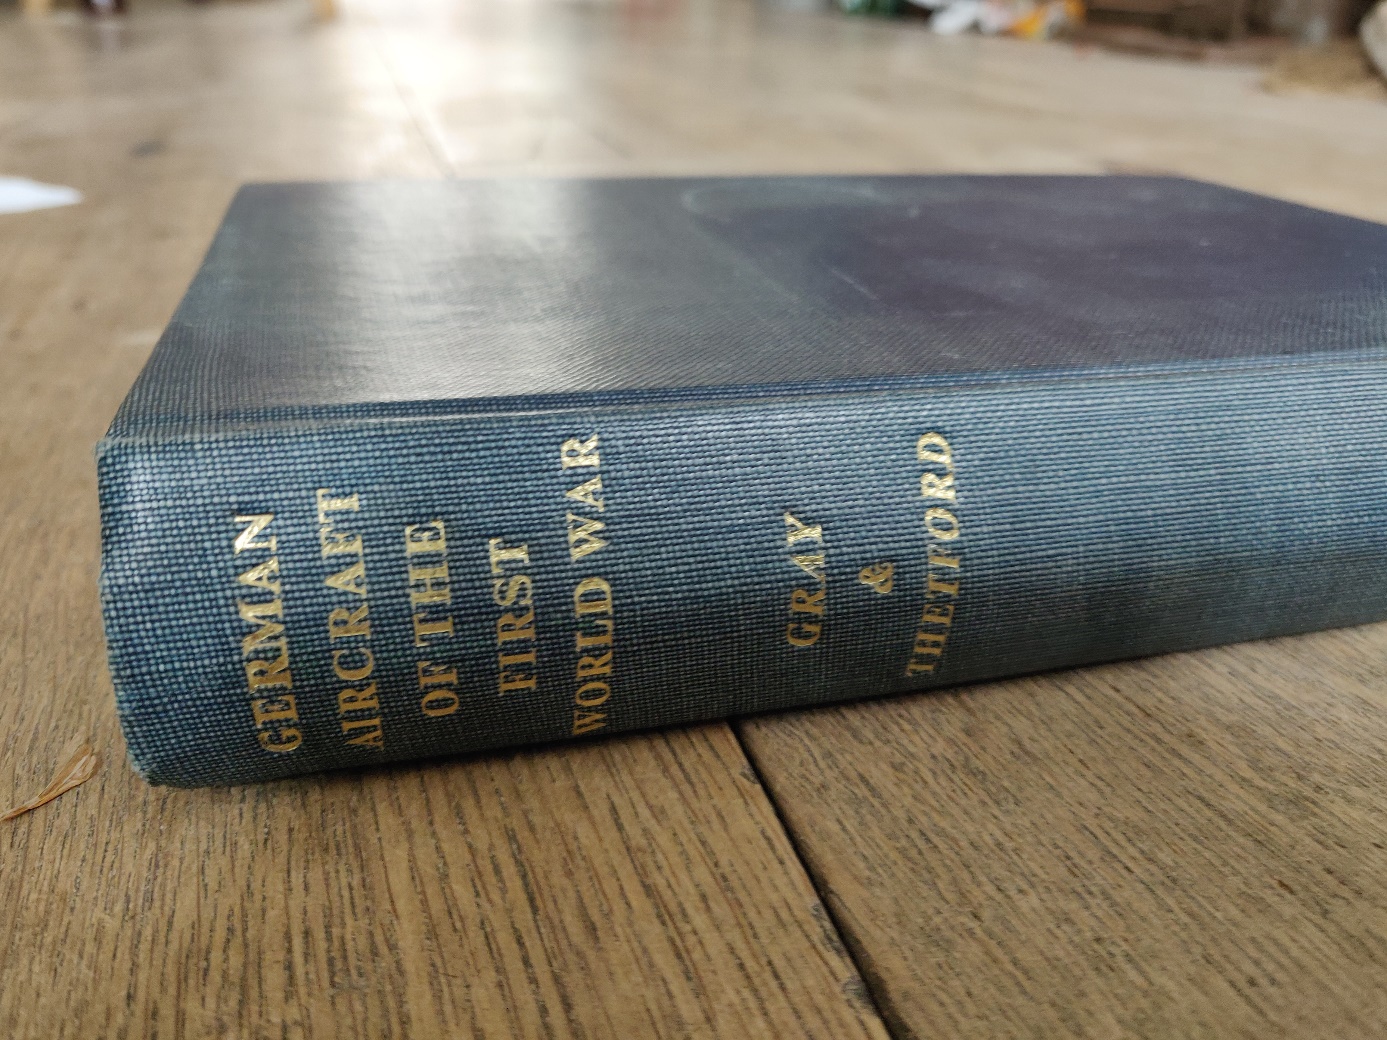 GERMAN
AIRCRAFT
OF THE
FIRST
WORLD WAR
GRAY
&
THETFORD